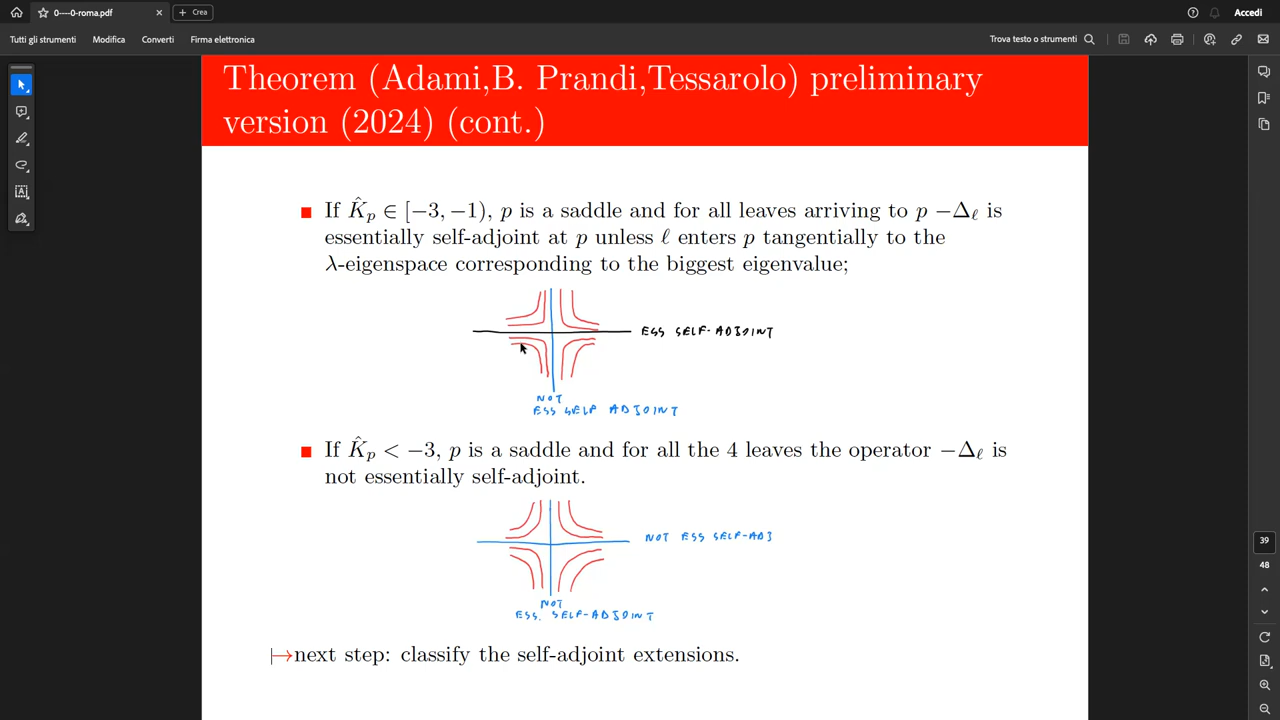 0----0-roma.pdf
Crea
Accedi
Tutti gli strumenti Modifica Converti Firma elettronica Trova testo o strumenti
Theorem (Adami,B. Prandi,Tessarolo) preliminary
version (2024) (cont.)
If K̂ₚ ∈ [−3, −1), p is a saddle and for all leaves arriving to p −Δ_ℓ is
essentially self-adjoint at p unless ℓ enters p tangentially to the
λ-eigenspace corresponding to the biggest eigenvalue;
ESS SELF-ADJOINT
NOT
ESS SELF ADJOINT
If K̂ₚ < −3, p is a saddle and for all the 4 leaves the operator −Δ_ℓ is
not essentially self-adjoint.
NOT ESS SELF-ADJ
NOT
ESS. SELF-ADJOINT
↦next step: classify the self-adjoint extensions.
39
48